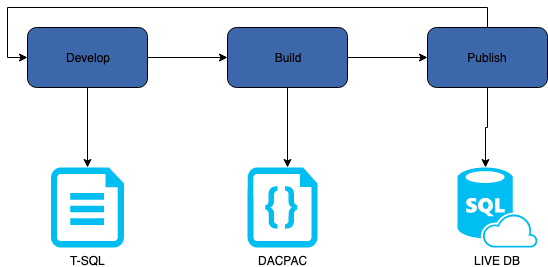 Develop
Build
Publish
{}
SQL
T-SQL
DACPAC
LIVE DB